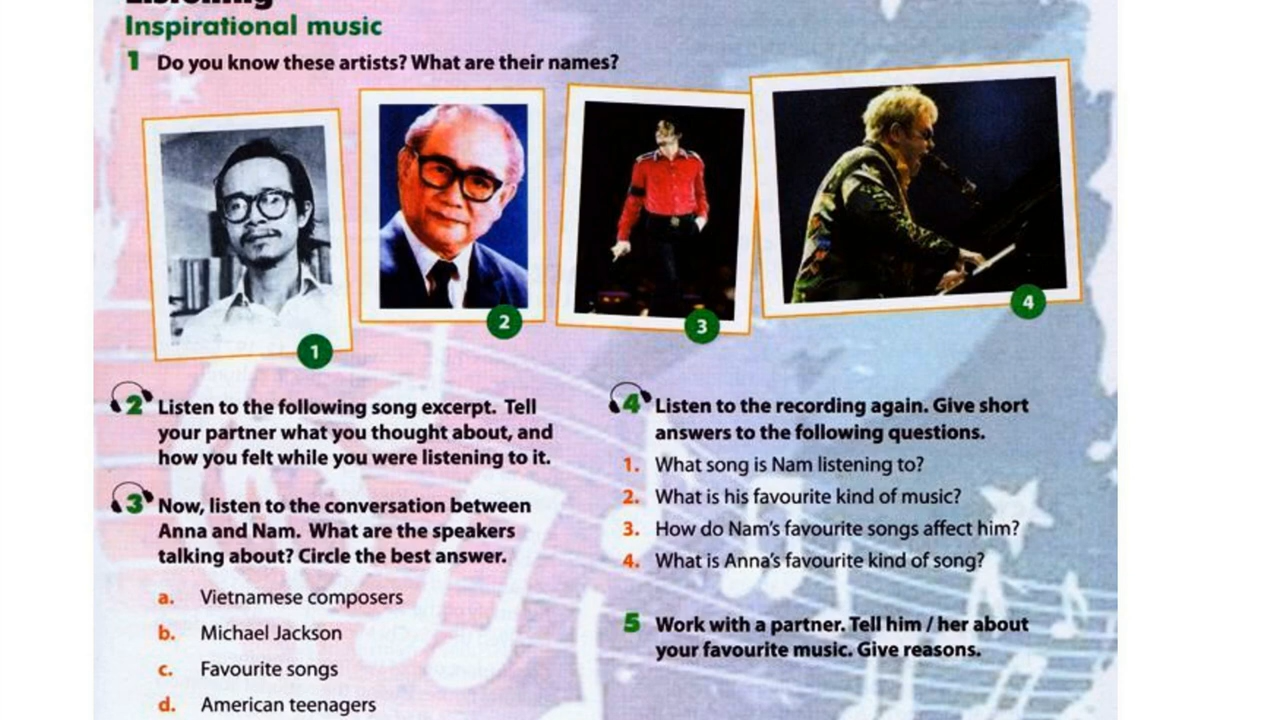 Listening
Inspirational music
1 Do you know these artists? What are their names?
1
2
3
4
2 Listen to the following song excerpt. Tell
your partner what you thought about, and
how you felt while you were listening to it.
3 Now, listen to the conversation between
Anna and Nam. What are the speakers
talking about? Circle the best answer.
a. Vietnamese composers
b. Michael Jackson
c. Favourite songs
d. American teenagers
4 Listen to the recording again. Give short
answers to the following questions.
1. What song is Nam listening to?
2. What is his favourite kind of music?
3. How do Nam's favourite songs affect him?
4. What is Anna's favourite kind of song?
5 Work with a partner. Tell him / her about
your favourite music. Give reasons.